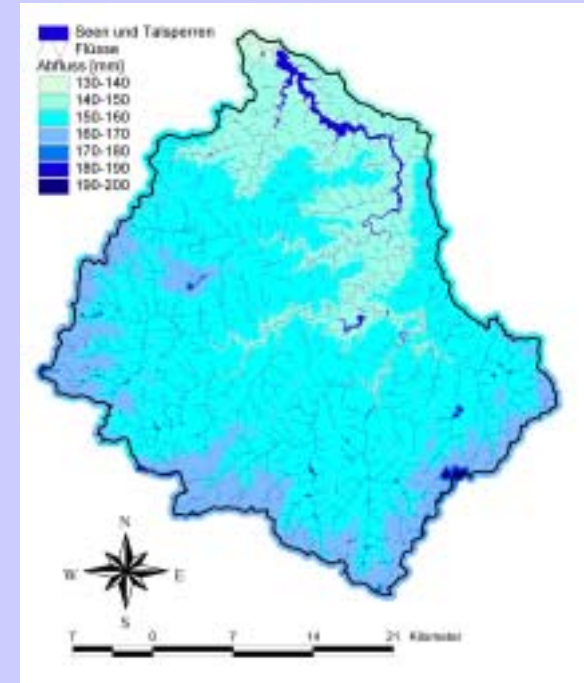 Seen und Talsperren
Flüsse
Abfluss [mm]
130-140
140-150
150-160
160-170
170-180
180-190
190-200
N
W E
S
7 0 7 14 21 Kilometer